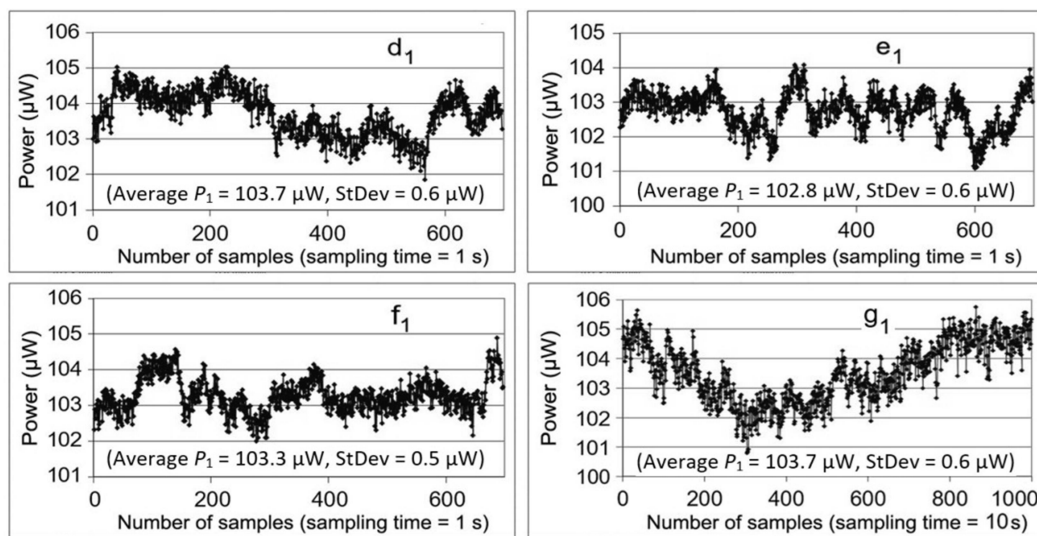 106
105
104
103
102
101
Power (µW)
d1
(Average P1 = 103.7 µW, StDev = 0.6 µW)
0 200 400 600
Number of samples (sampling time = 1 s)
105
104
103
102
101
100
Power (µW)
e1
(Average P1 = 102.8 µW, StDev = 0.6 µW)
0 200 400 600
Number of samples (sampling time = 1 s)
106
105
104
103
102
101
Power (µW)
f1
(Average P1 = 103.3 µW, StDev = 0.5 µW)
0 200 400 600
Number of samples (sampling time = 1 s)
106
105
104
103
102
101
100
Power (µW)
g1
(Average P1 = 103.7 µW, StDev = 0.6 µW)
0 200 400 600 800 1000
Number of samples (sampling time = 10 s)